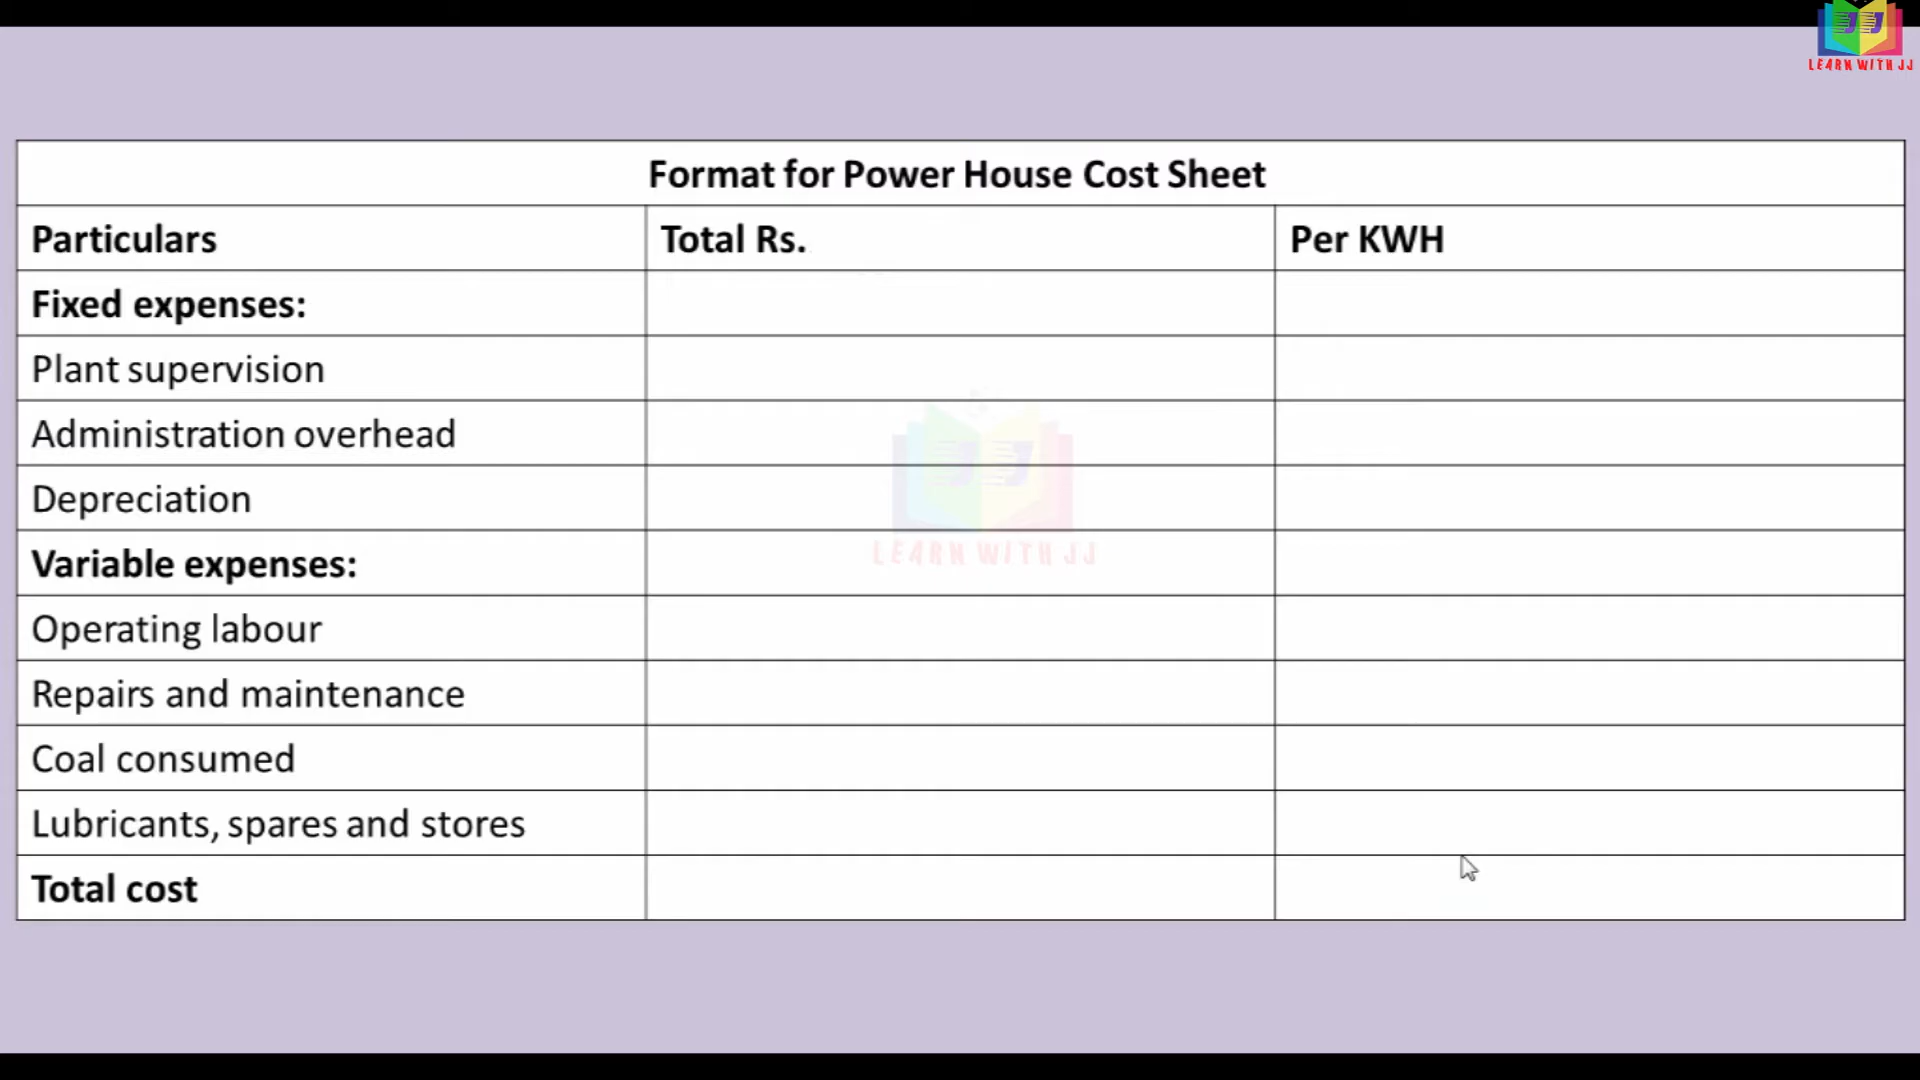 JJ
LEARN WITH JJ
Format for Power House Cost Sheet
Particulars Total Rs. Per KWH
Fixed expenses:
Plant supervision
Administration overhead
Depreciation
JJ
LEARN WITH JJ
Variable expenses:
Operating labour
Repairs and maintenance
Coal consumed
Lubricants, spares and stores
Total cost